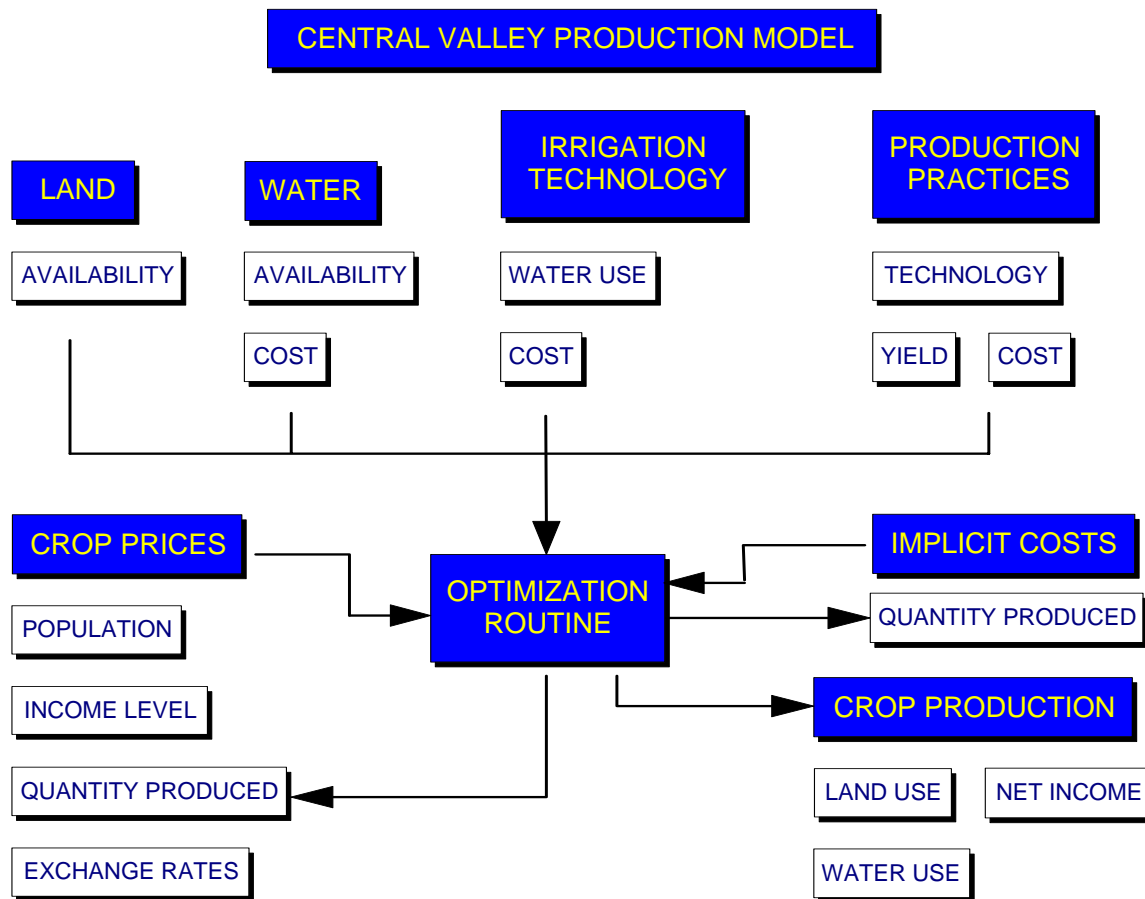 CENTRAL VALLEY PRODUCTION MODEL
LAND
WATER
IRRIGATION
TECHNOLOGY
PRODUCTION
PRACTICES
AVAILABILITY
AVAILABILITY
WATER USE
TECHNOLOGY
COST
COST
YIELD
COST
CROP PRICES
OPTIMIZATION
ROUTINE
IMPLICIT COSTS
POPULATION
QUANTITY PRODUCED
INCOME LEVEL
CROP PRODUCTION
QUANTITY PRODUCED
LAND USE
NET INCOME
EXCHANGE RATES
WATER USE